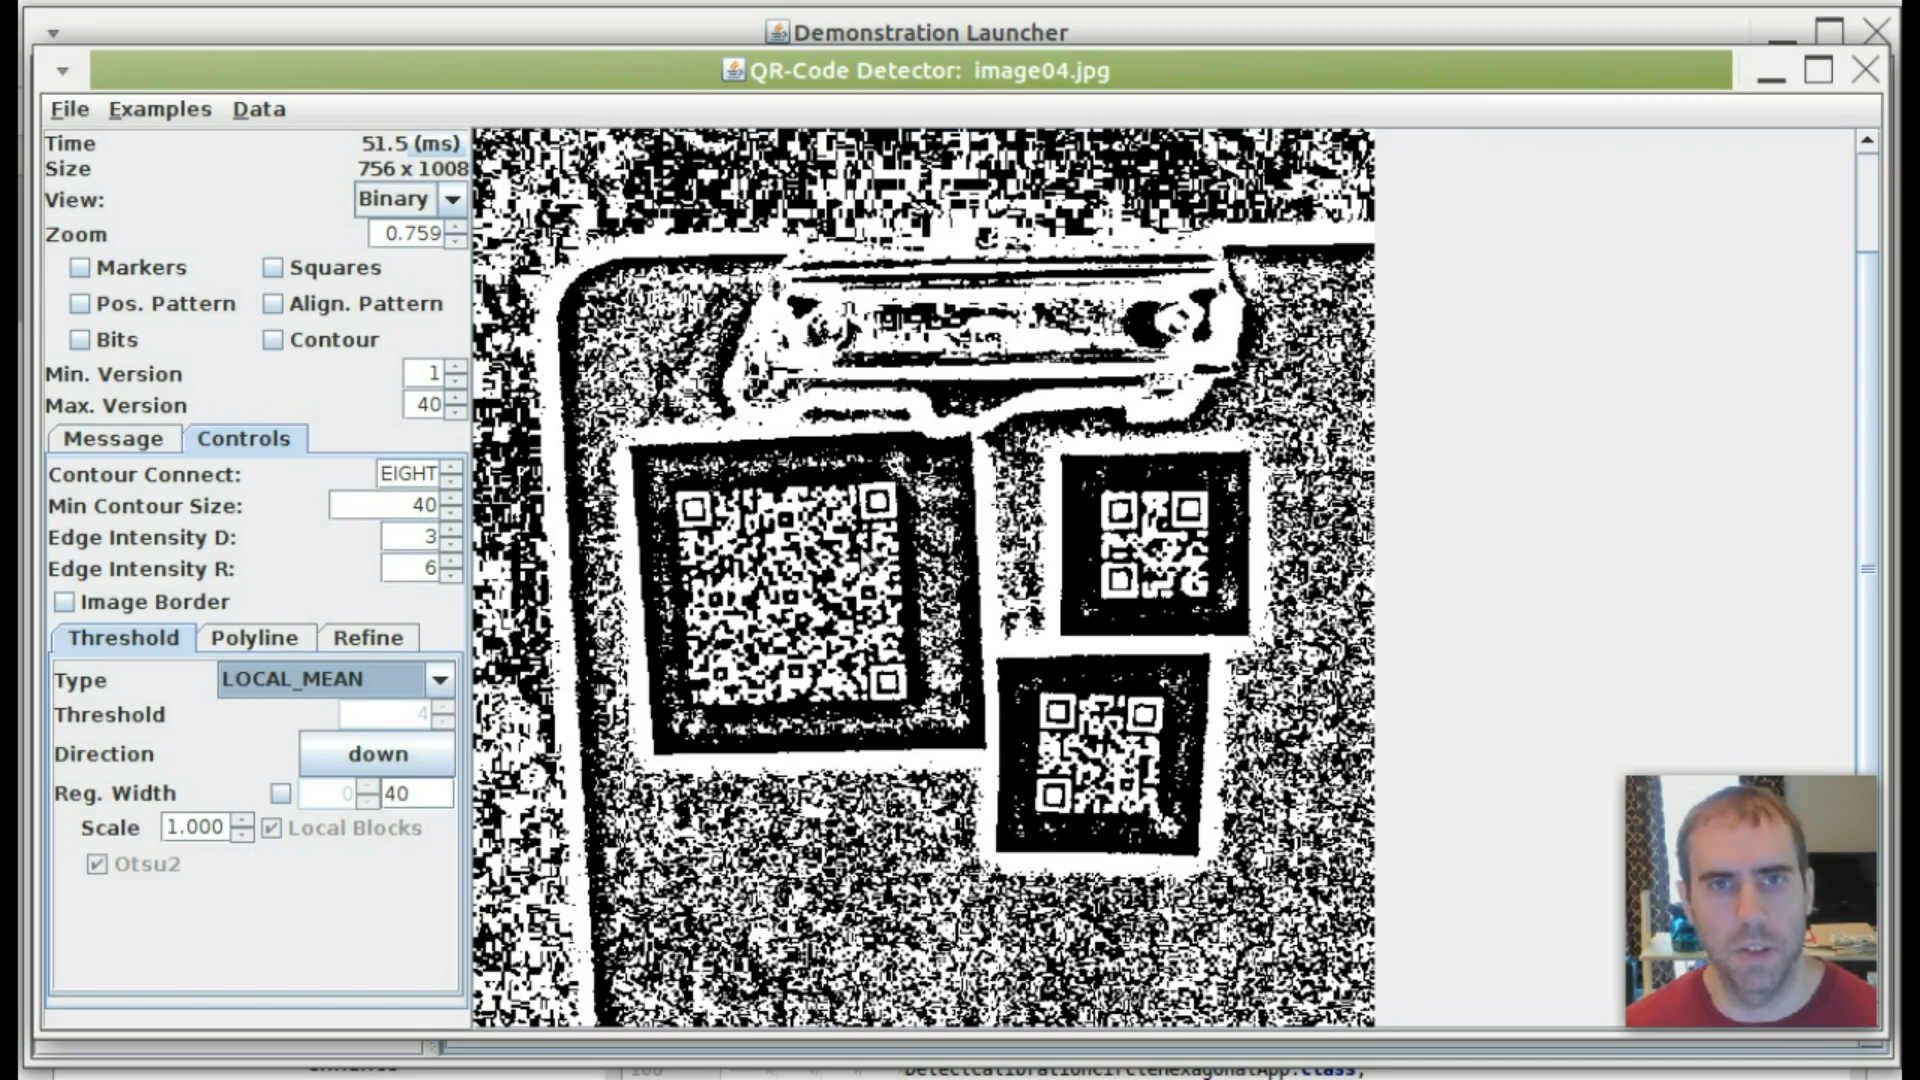 Demonstration Launcher
QR-Code Detector: image04.jpg
File Examples Data
Time 51.5 (ms)
Size 756 x 1008
View: Binary
Zoom 0.759
Markers Squares
Pos. Pattern Align. Pattern
Bits Contour
Min. Version 1
Max. Version 40
Message Controls
Contour Connect: EIGHT
Min Contour Size: 40
Edge Intensity D: 3
Edge Intensity R: 6
Image Border
Threshold Polyline Refine
Type LOCAL_MEAN
Threshold 4
Direction down
Reg. Width 0 40
Scale 1.000 Local Blocks
Otsu2
DetectCalibrationCircleHexagonalApp.class,